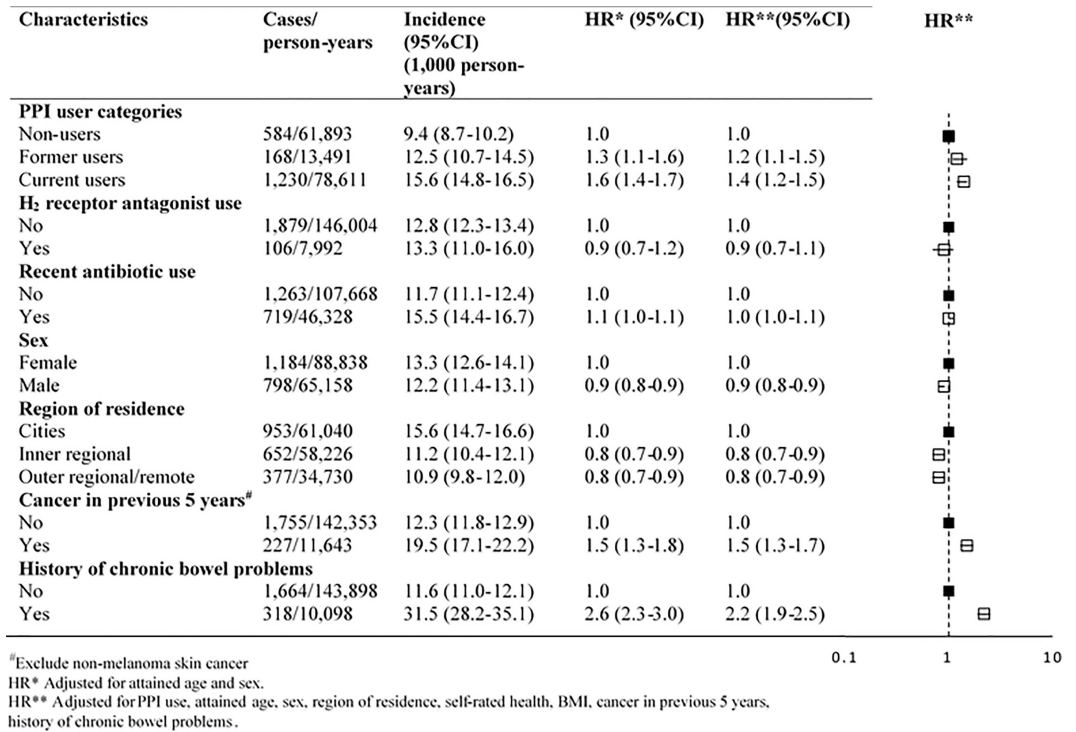 Characteristics Cases/ person-years Incidence (95%CI) (1,000 person-years) HR* (95%CI) HR**(95%CI) HR**
PPI user categories
Non-users 584/61,893 9.4 (8.7-10.2) 1.0 1.0
Former users 168/13,491 12.5 (10.7-14.5) 1.3 (1.1-1.6) 1.2 (1.1-1.5)
Current users 1,230/78,611 15.6 (14.8-16.5) 1.6 (1.4-1.7) 1.4 (1.2-1.5)
H₂ receptor antagonist use
No 1,879/146,004 12.8 (12.3-13.4) 1.0 1.0
Yes 106/7,992 13.3 (11.0-16.0) 0.9 (0.7-1.2) 0.9 (0.7-1.1)
Recent antibiotic use
No 1,263/107,668 11.7 (11.1-12.4) 1.0 1.0
Yes 719/46,328 15.5 (14.4-16.7) 1.1 (1.0-1.1) 1.0 (1.0-1.1)
Sex
Female 1,184/88,838 13.3 (12.6-14.1) 1.0 1.0
Male 798/65,158 12.2 (11.4-13.1) 0.9 (0.8-0.9) 0.9 (0.8-0.9)
Region of residence
Cities 953/61,040 15.6 (14.7-16.6) 1.0 1.0
Inner regional 652/58,226 11.2 (10.4-12.1) 0.8 (0.7-0.9) 0.8 (0.7-0.9)
Outer regional/remote 377/34,730 10.9 (9.8-12.0) 0.8 (0.7-0.9) 0.8 (0.7-0.9)
Cancer in previous 5 years#
No 1,755/142,353 12.3 (11.8-12.9) 1.0 1.0
Yes 227/11,643 19.5 (17.1-22.2) 1.5 (1.3-1.8) 1.5 (1.3-1.7)
History of chronic bowel problems
No 1,664/143,898 11.6 (11.0-12.1) 1.0 1.0
Yes 318/10,098 31.5 (28.2-35.1) 2.6 (2.3-3.0) 2.2 (1.9-2.5)
0.1 1 10
#Exclude non-melanoma skin cancer
HR* Adjusted for attained age and sex.
HR** Adjusted for PPI use, attained age, sex, region of residence, self-rated health, BMI, cancer in previous 5 years,
history of chronic bowel problems.